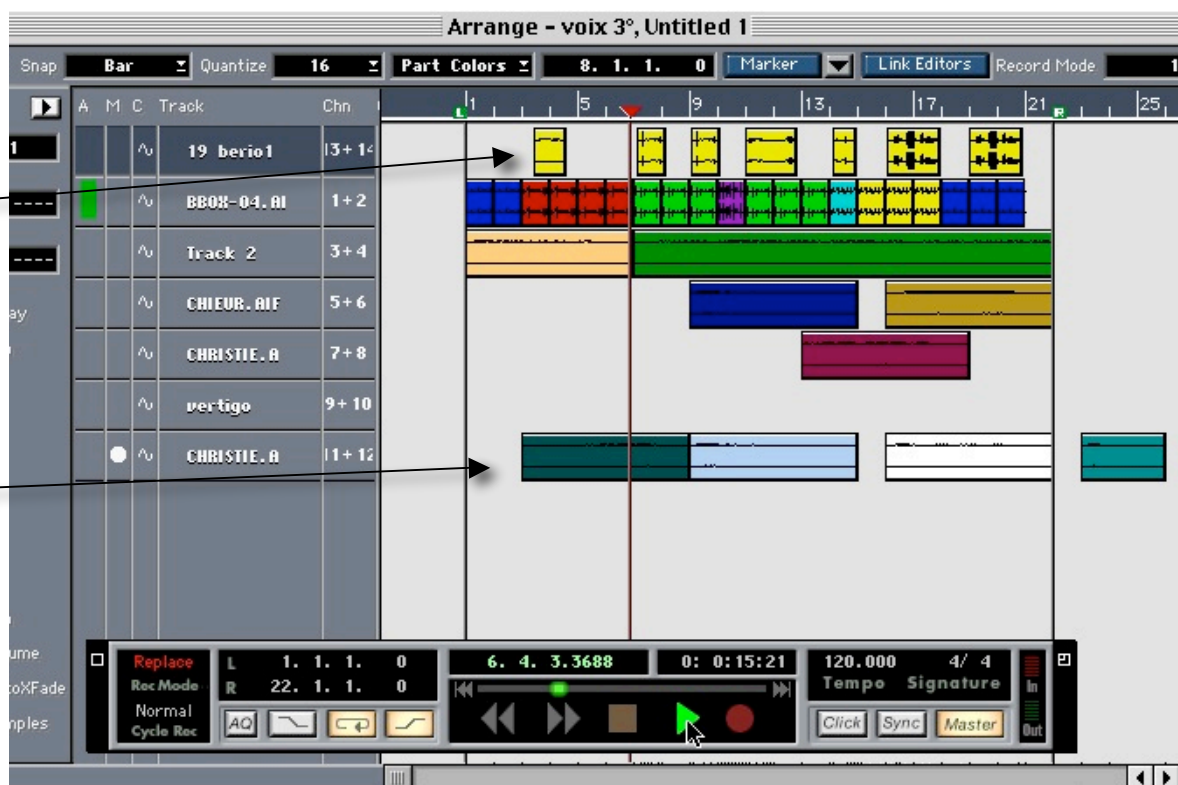 Arrange - voix 3°, Untitled 1
Snap Bar Quantize 16 Part Colors 8. 1. 1. 0 Marker Link Editors Record Mode 1
A M C Track Chn 1 5 9 13 17 21 25
L R
1
19 berio1 13+14
BBOX-04.AI 1+2
Track 2 3+4
CHIEUR.AIF 5+6
ay
CHRISTIE.A 7+8
vertigo 9+10
CHRISTIE.A 11+12
ume
toXFade
mples
Replace L 1. 1. 1. 0 6. 4. 3.3688 0: 0:15:21 120.000 4/ 4
Rec Mode R 22. 1. 1. 0 Tempo Signature In
Normal
Cycle Rec AQ Click Sync Master Out